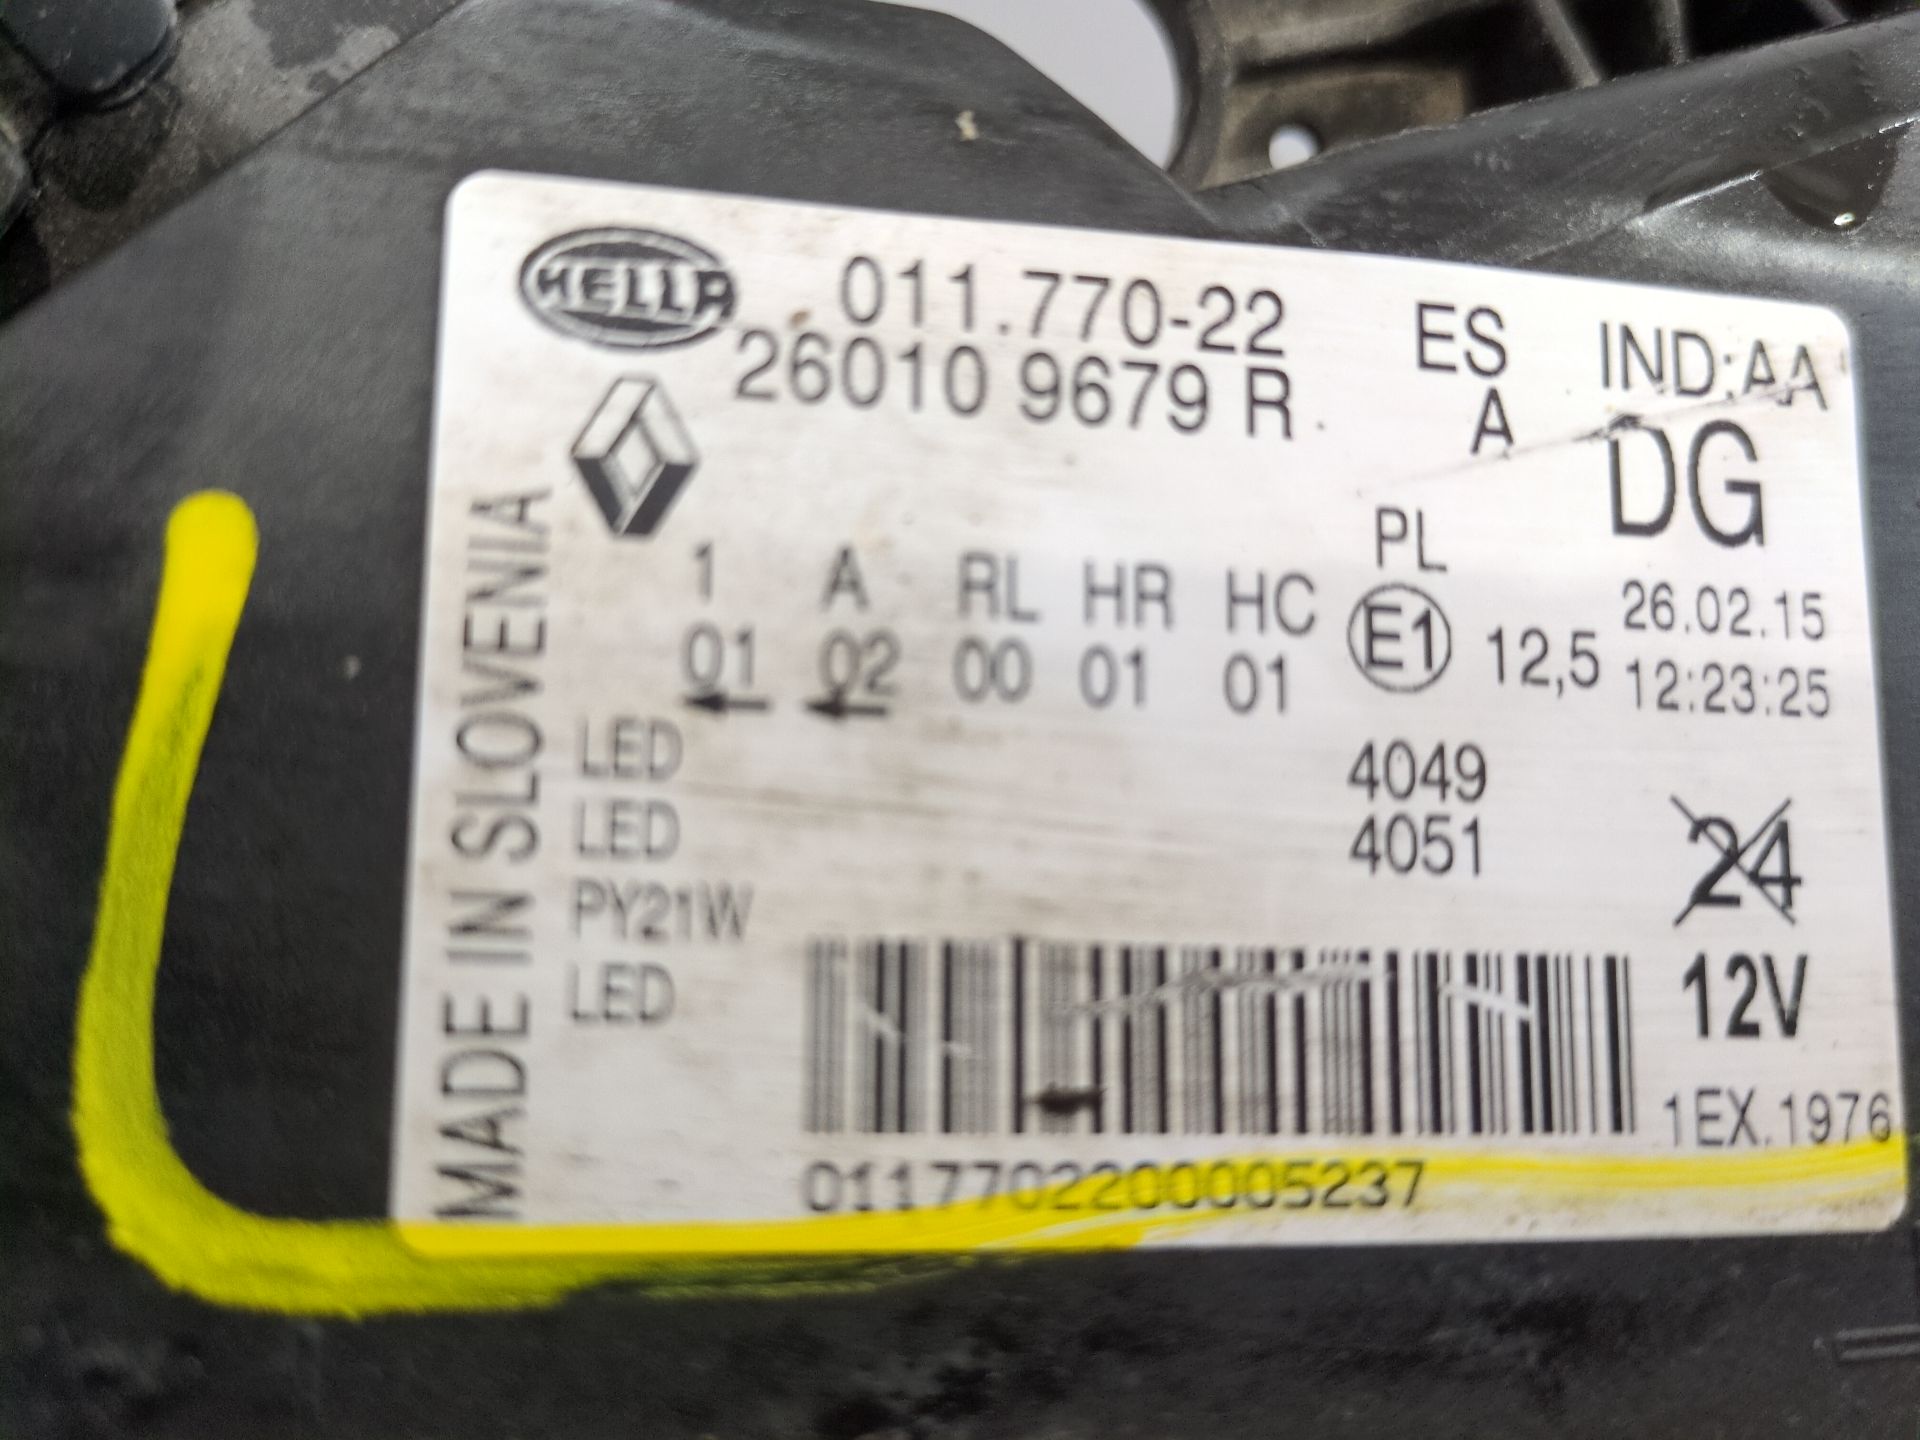 HELLA 011.770-22 ES IND:AA
26010 9679 R A DG
MADE IN SLOVENIA
1 A RL HR HC PL
01 02 00 01 01 E1 12,5 26.02.15
12:23:25
LED 4049
LED 4051 24
PY21W
LED 12V
1EX.1976
0117702200005237